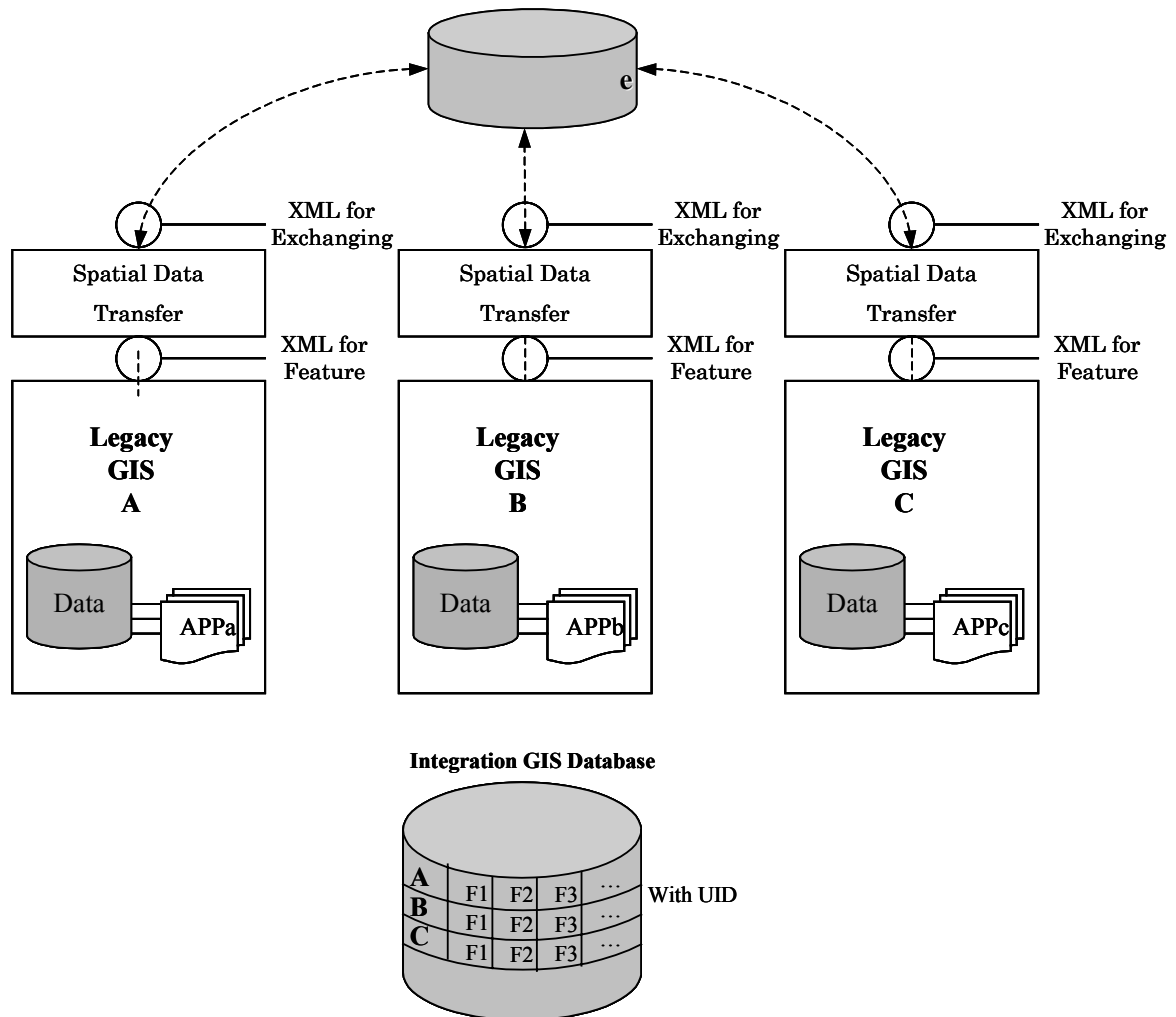 e
XML for
Exchanging
XML for
Exchanging
XML for
Exchanging
Spatial Data
Transfer
Spatial Data
Transfer
Spatial Data
Transfer
XML for
Feature
XML for
Feature
XML for
Feature
Legacy
GIS
A
Data
APPa
Legacy
GIS
B
Data
APPb
Legacy
GIS
C
Data
APPc
Integration GIS Database
A F1 F2 F3 ...
B F1 F2 F3 ...
C F1 F2 F3 ...
With UID